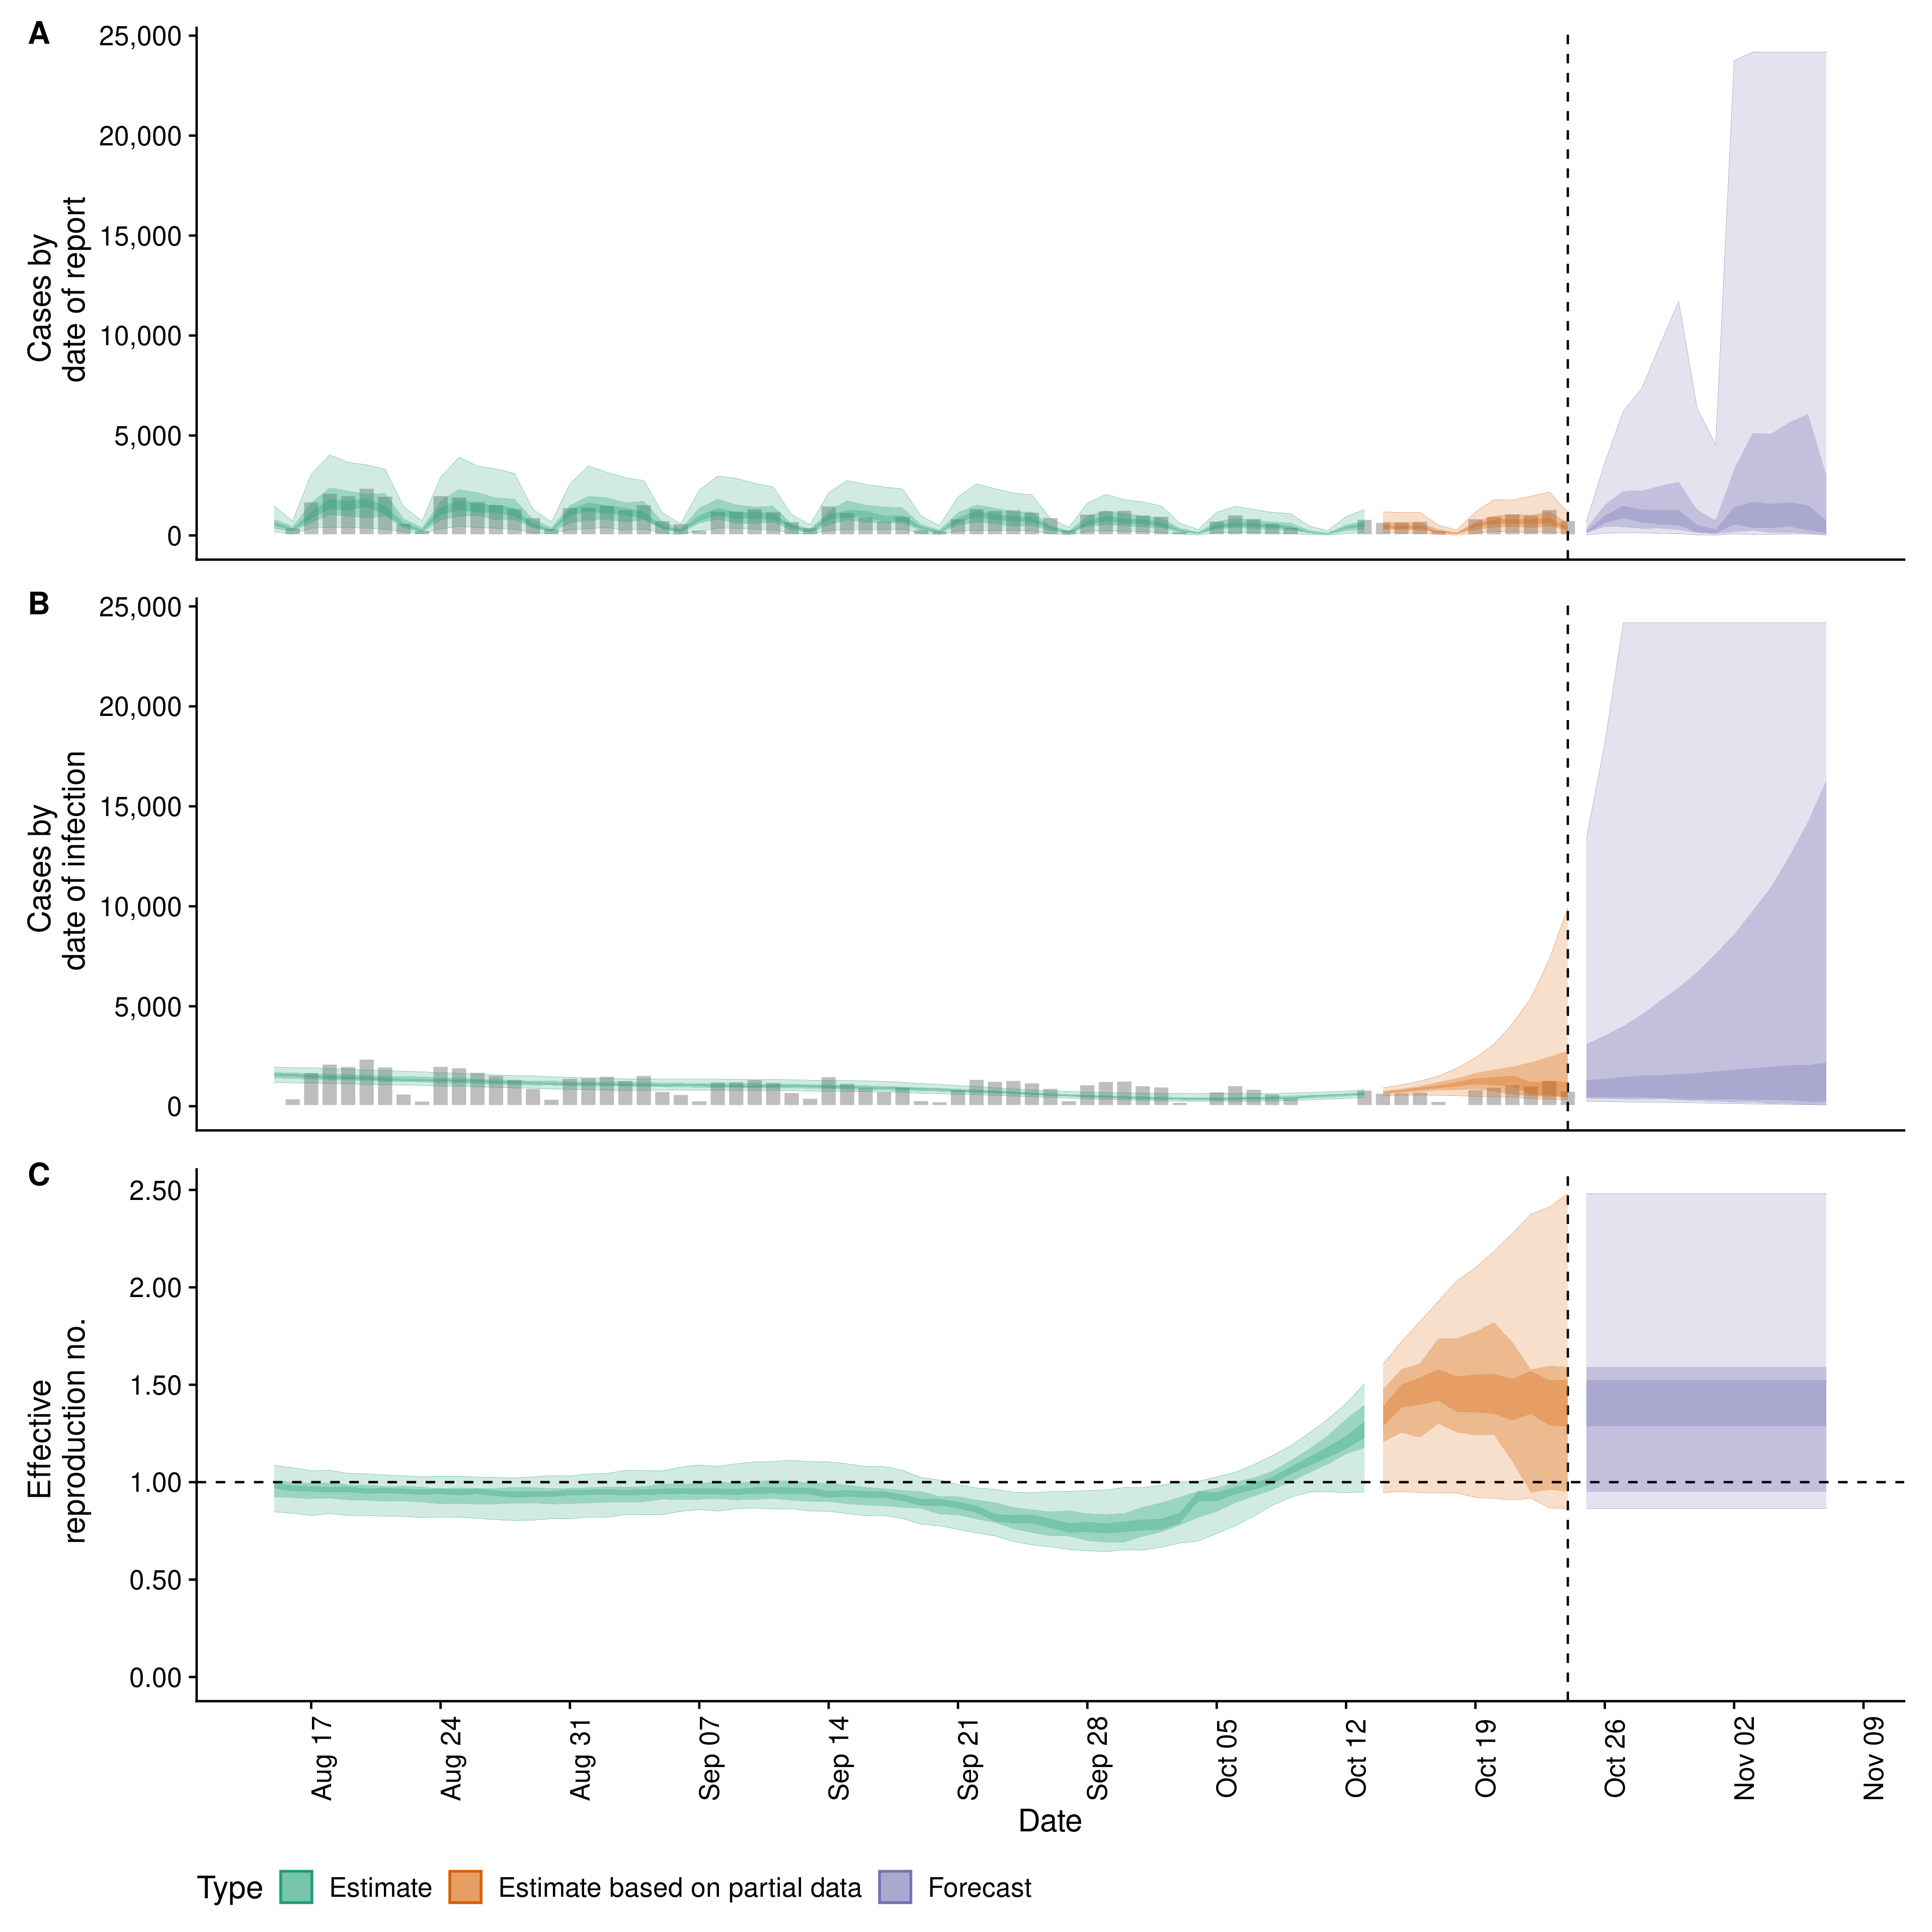 A
25,000
20,000
15,000
10,000
5,000
0
Cases by
date of report
B
25,000
20,000
15,000
10,000
5,000
0
Cases by
date of infection
C
2.50
2.00
1.50
1.00
0.50
0.00
Effective
reproduction no.
Aug 17
Aug 24
Aug 31
Sep 07
Sep 14
Sep 21
Sep 28
Oct 05
Oct 12
Oct 19
Oct 26
Nov 02
Nov 09
Date
Type Estimate Estimate based on partial data Forecast